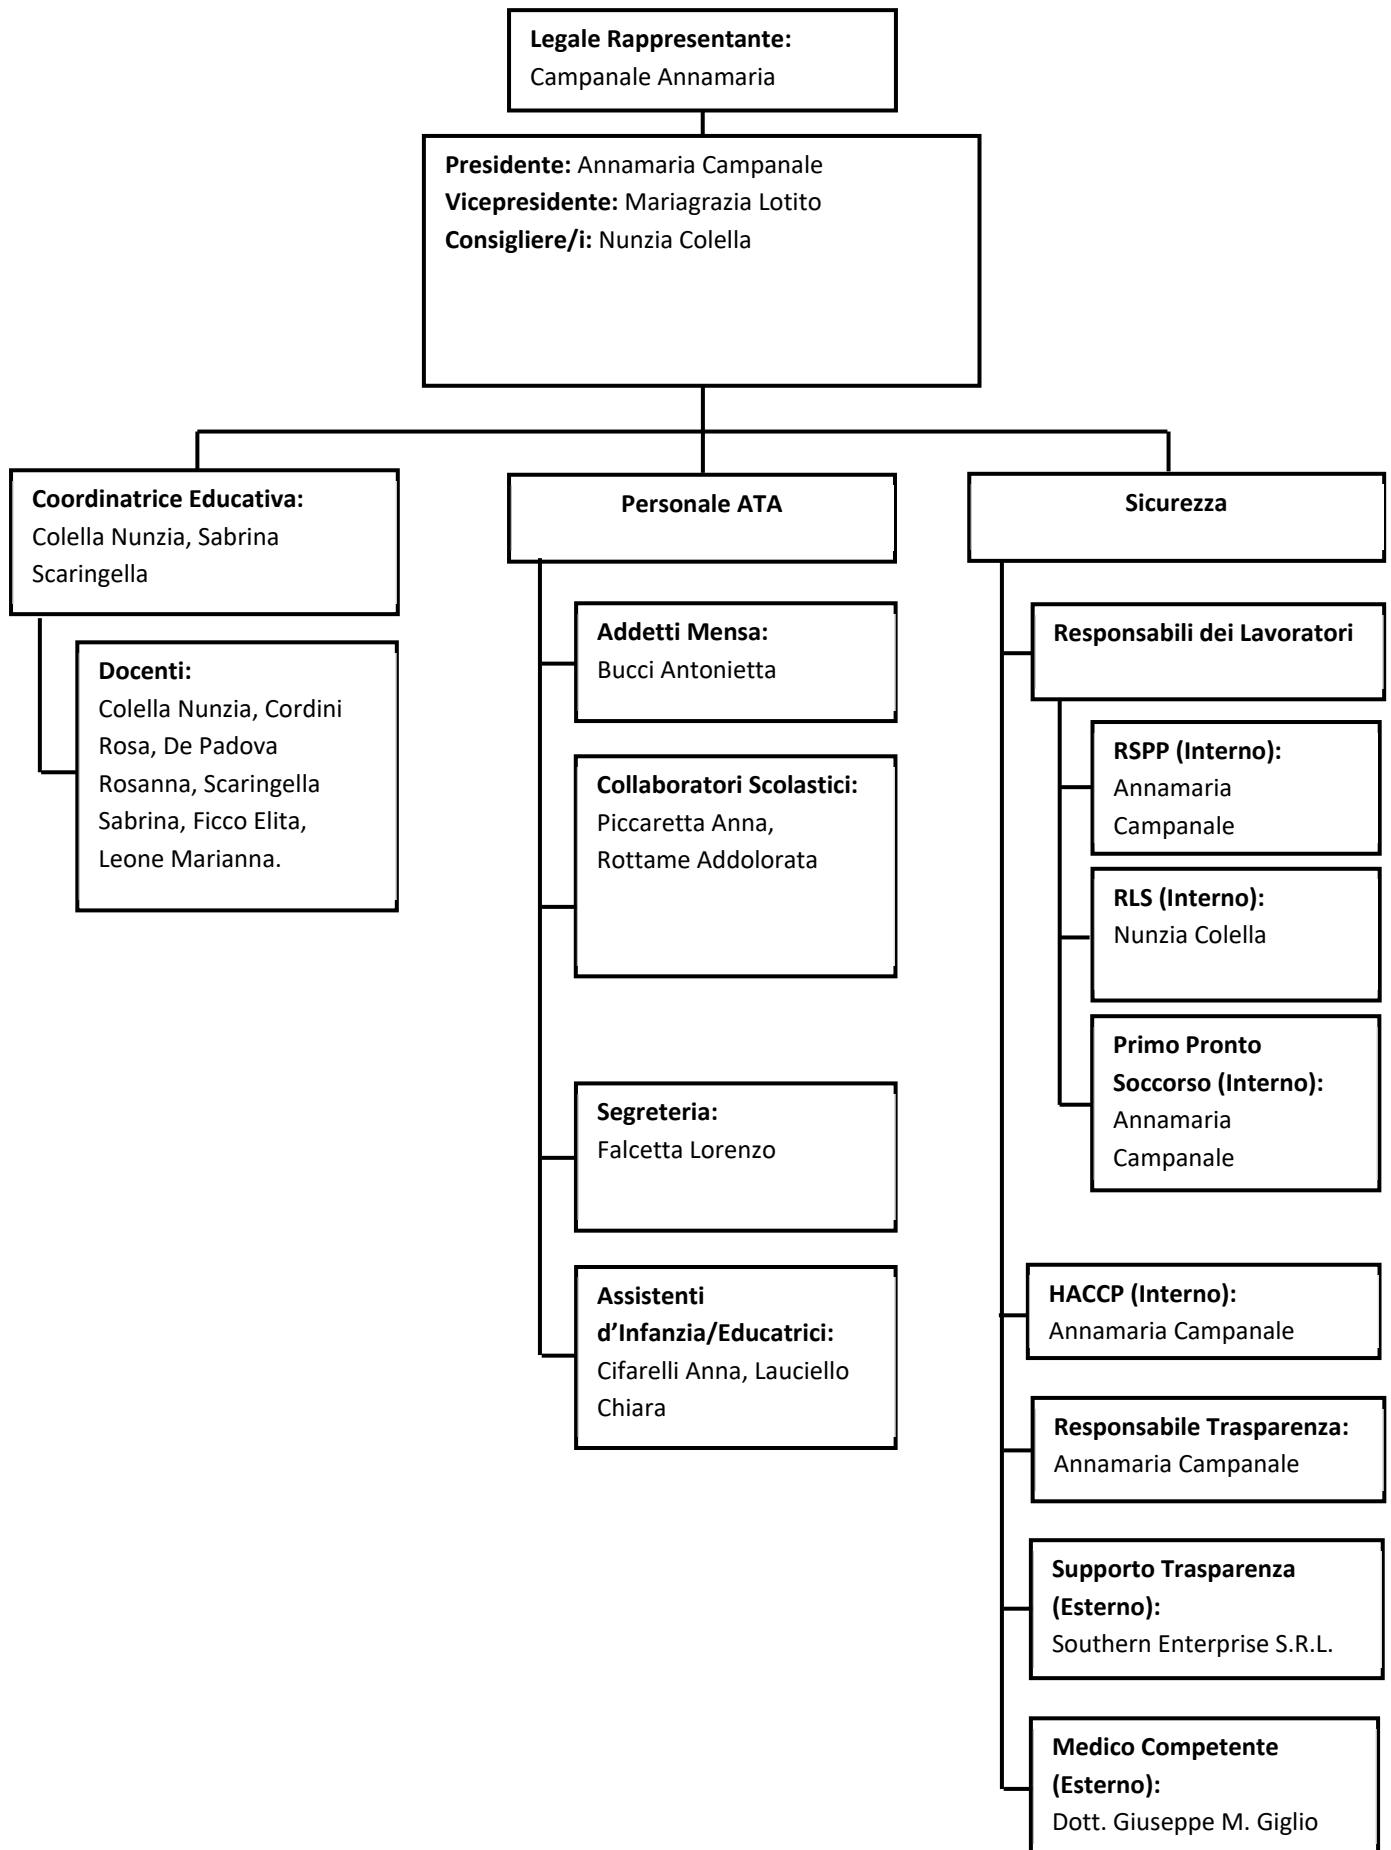 Legale Rappresentante:
Campanale Annamaria
Presidente: Annamaria Campanale
Vicepresidente: Mariagrazia Lotito
Consigliere/i: Nunzia Colella
Coordinatrice Educativa:
Colella Nunzia, Sabrina
Scaringella
Docenti:
Colella Nunzia, Cordini
Rosa, De Padova
Rosanna, Scaringella
Sabrina, Ficco Elita,
Leone Marianna.
Personale ATA
Addetti Mensa:
Bucci Antonietta
Collaboratori Scolastici:
Piccaretta Anna,
Rottame Addolorata
Segreteria:
Falcetta Lorenzo
Assistenti
d’Infanzia/Educatrici:
Cifarelli Anna, Lauciello
Chiara
Sicurezza
Responsabili dei Lavoratori
RSPP (Interno):
Annamaria
Campanale
RLS (Interno):
Nunzia Colella
Primo Pronto
Soccorso (Interno):
Annamaria
Campanale
HACCP (Interno):
Annamaria Campanale
Responsabile Trasparenza:
Annamaria Campanale
Supporto Trasparenza
(Esterno):
Southern Enterprise S.R.L.
Medico Competente
(Esterno):
Dott. Giuseppe M. Giglio